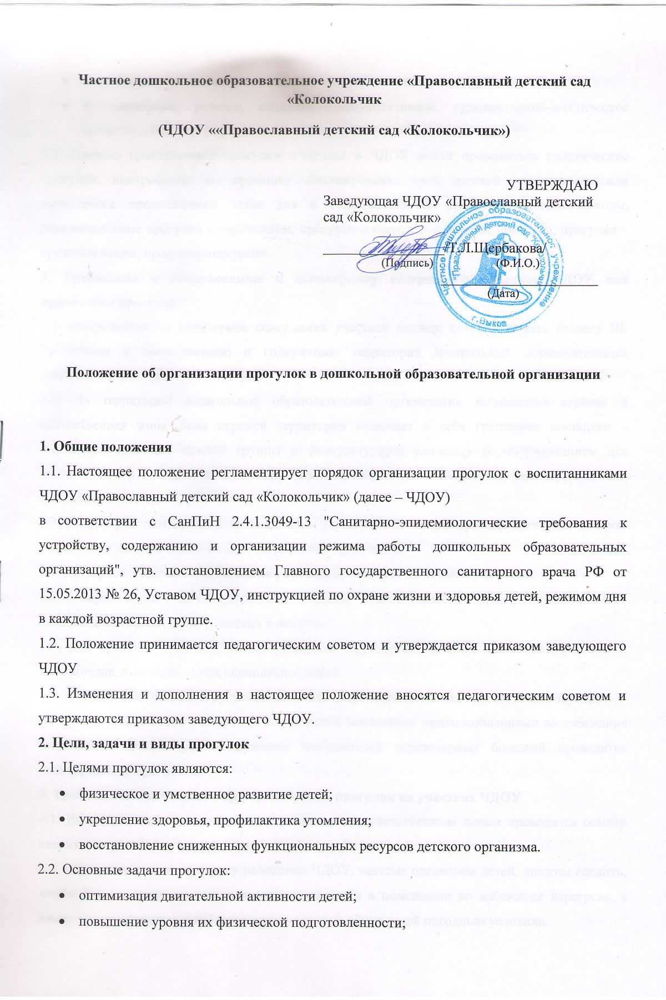 Частное дошкольное образовательное учреждение «Православный детский сад
«Колокольчик
(ЧДОУ ««Православный детский сад «Колокольчик»)
УТВЕРЖДАЮ
Заведующая ЧДОУ «Православный детский
сад «Колокольчик»
/Т.Л.Щербакова/
(Подпись) (Ф.И.О.)
(Дата)
Частное дошкольное образовательное учреждение
"Православный детский сад "Колокольчик"
г.Выкса
Положение об организации прогулок в дошкольной образовательной организации
1. Общие положения
1.1. Настоящее положение регламентирует порядок организации прогулок с воспитанниками
ЧДОУ «Православный детский сад «Колокольчик» (далее – ЧДОУ)
в соответствии с СанПиН 2.4.1.3049-13 "Санитарно-эпидемиологические требования к
устройству, содержанию и организации режима работы дошкольных образовательных
организаций", утв. постановлением Главного государственного санитарного врача РФ от
15.05.2013 № 26, Уставом ЧДОУ, инструкцией по охране жизни и здоровья детей, режимом дня
в каждой возрастной группе.
1.2. Положение принимается педагогическим советом и утверждается приказом заведующего
ЧДОУ
1.3. Изменения и дополнения в настоящее положение вносятся педагогическим советом и
утверждаются приказом заведующего ЧДОУ.
2. Цели, задачи и виды прогулок
2.1. Целями прогулок являются:
• физическое и умственное развитие детей;
• укрепление здоровья, профилактика утомления;
• восстановление сниженных функциональных ресурсов детского организма.
2.2. Основные задачи прогулок:
• оптимизация двигательной активности детей;
• повышение уровня их физической подготовленности;